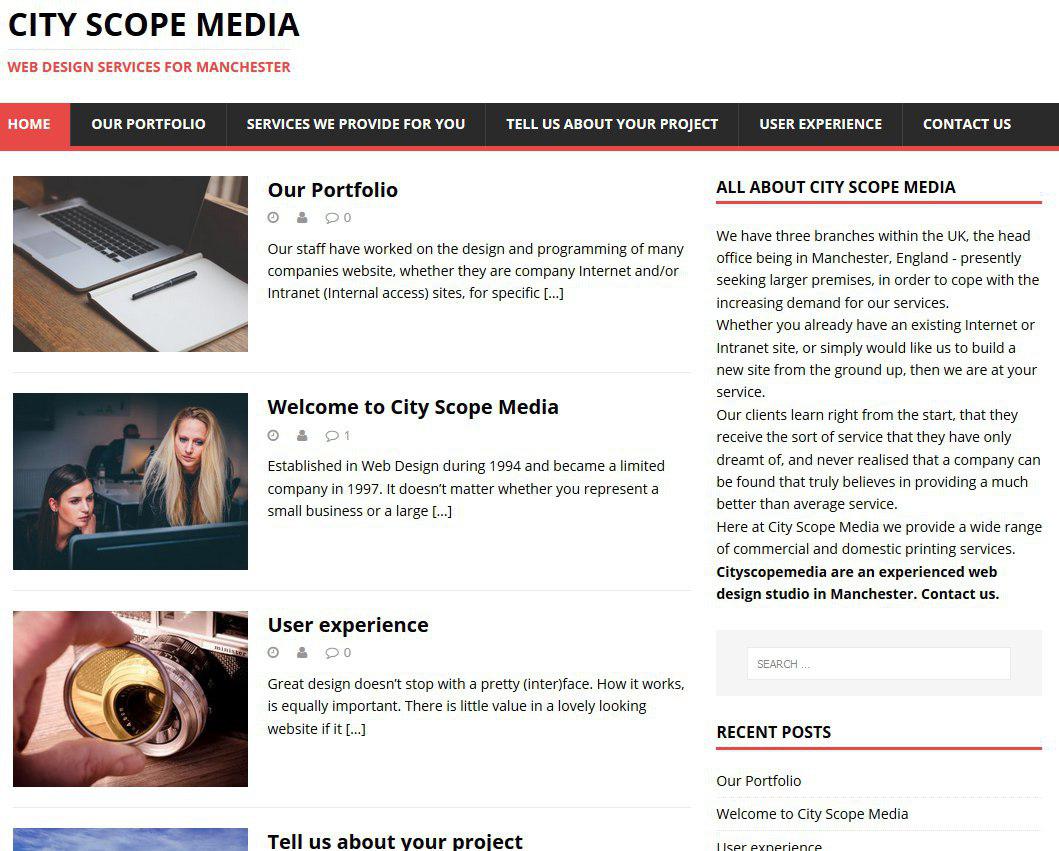 CITY SCOPE MEDIA
WEB DESIGN SERVICES FOR MANCHESTER
HOME
OUR PORTFOLIO
SERVICES WE PROVIDE FOR YOU
TELL US ABOUT YOUR PROJECT
USER EXPERIENCE
CONTACT US
Our Portfolio
0
Our staff have worked on the design and programming of many
companies website, whether they are company Internet and/or
Intranet (Internal access) sites, for specific [...]
Welcome to City Scope Media
1
Established in Web Design during 1994 and became a limited
company in 1997. It doesn’t matter whether you represent a
small business or a large [...]
minister
User experience
0
Great design doesn’t stop with a pretty (inter)face. How it works,
is equally important. There is little value in a lovely looking
website if it [...]
Tell us about your project
ALL ABOUT CITY SCOPE MEDIA
We have three branches within the UK, the head
office being in Manchester, England - presently
seeking larger premises, in order to cope with the
increasing demand for our services.
Whether you already have an existing Internet or
Intranet site, or simply would like us to build a
new site from the ground up, then we are at your
service.
Our clients learn right from the start, that they
receive the sort of service that they have only
dreamt of, and never realised that a company can
be found that truly believes in providing a much
better than average service.
Here at City Scope Media we provide a wide range
of commercial and domestic printing services.
Cityscopemedia are an experienced web
design studio in Manchester. Contact us.
SEARCH ...
RECENT POSTS
Our Portfolio
Welcome to City Scope Media
User experience